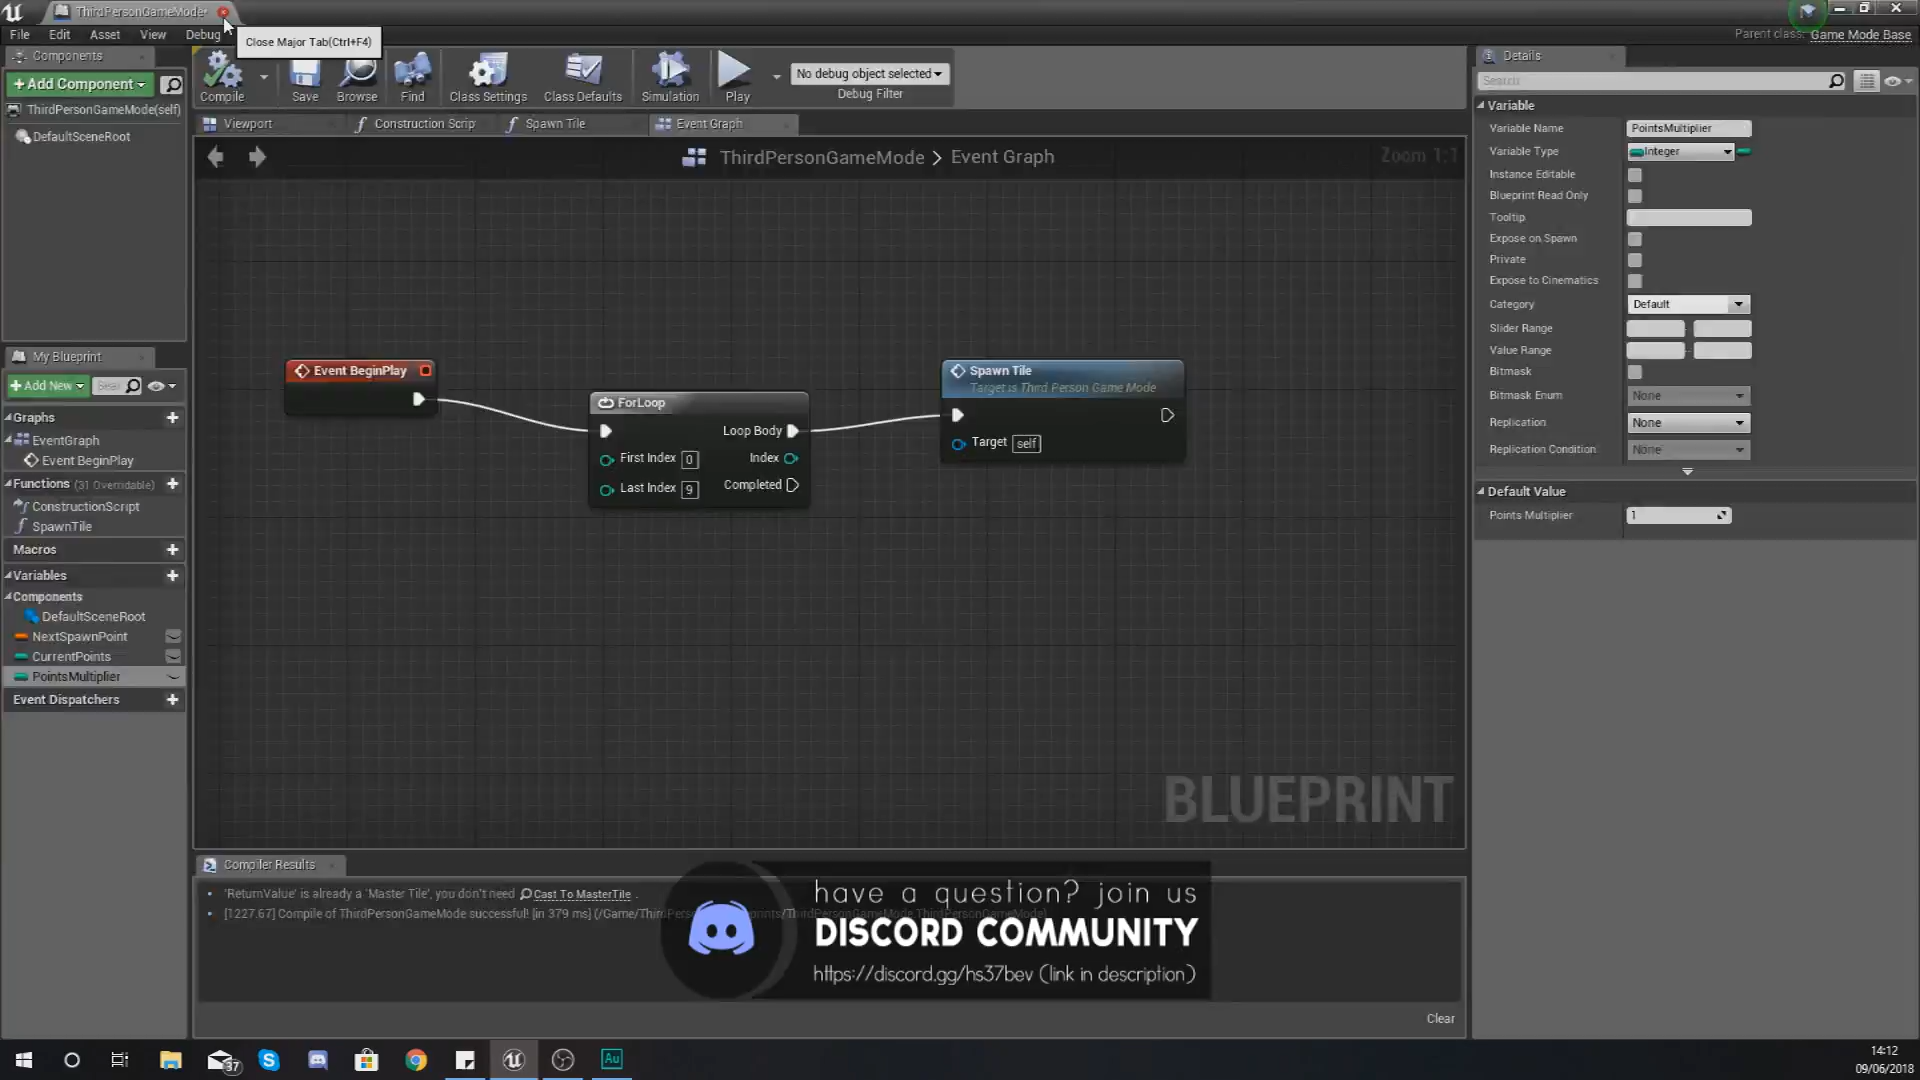 ThirdPersonGameMode
File Edit Asset View Debug
Close Major Tab(Ctrl+F4)
Parent class: Game Mode Base
Components
+Add Component
ThirdPersonGameMode(self)
DefaultSceneRoot
Compile
Save
Browse
Find
Class Settings
Class Defaults
Simulation
Play
No debug object selected
Debug Filter
Viewport
Construction Scrip
Spawn Tile
Event Graph
ThirdPersonGameMode > Event Graph
Zoom 1:1
Event BeginPlay
ForLoop
Loop Body
First Index 0
Index
Last Index 9
Completed
Spawn Tile
Target is Third Person Game Mode
Target self
BLUEPRINT
My Blueprint
+Add New
Graphs
EventGraph
Event BeginPlay
Functions (31 Overridable)
ConstructionScript
SpawnTile
Macros
Variables
Components
DefaultSceneRoot
NextSpawnPoint
CurrentPoints
PointsMultiplier
Event Dispatchers
Details
Search
Variable
Variable Name PointsMultiplier
Variable Type Integer
Instance Editable
Blueprint Read Only
Tooltip
Expose on Spawn
Private
Expose to Cinematics
Category Default
Slider Range
Value Range
Bitmask
Bitmask Enum None
Replication None
Replication Condition None
Default Value
Points Multiplier 1
Compiler Results
'ReturnValue' is already a 'Master Tile', you don't need Cast To MasterTile .
[1227.67] Compile of ThirdPersonGameMode successful! [in 379 ms] (/Game/ThirdPersonBP/Blueprints/ThirdPersonGameMode.ThirdPersonGameMode)
have a question? join us
DISCORD COMMUNITY
https://discord.gg/hs37bev (link in description)
Clear
37
Au
14:12
09/06/2018